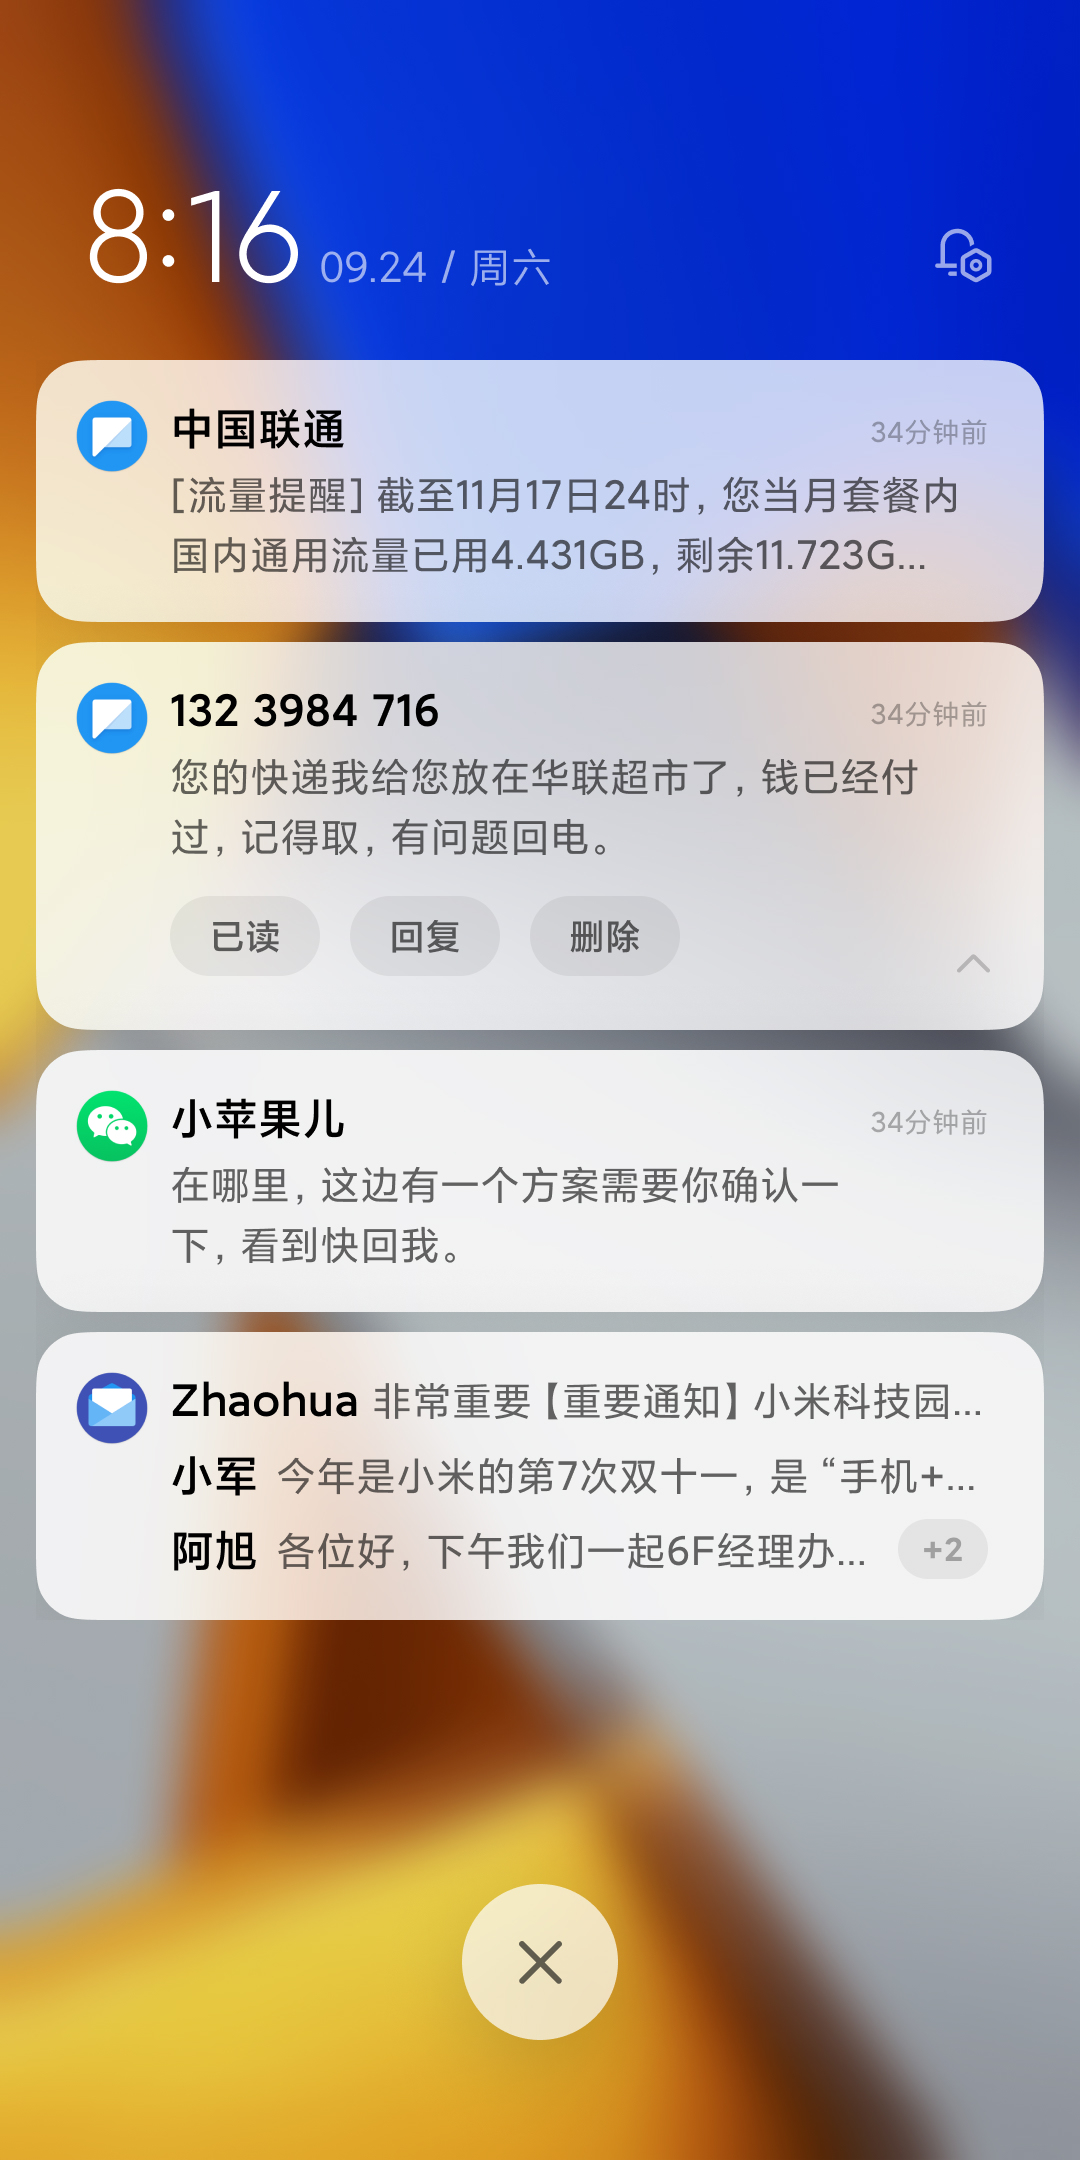 8:16 09.24 / 周六
中国联通 34分钟前
[流量提醒] 截至11月17日24时, 您当月套餐内
国内通用流量已用4.431GB, 剩余11.723G...
132 3984 716 34分钟前
您的快递我给您放在华联超市了, 钱已经付
过, 记得取, 有问题回电。
已读 回复 删除
小苹果儿 34分钟前
在哪里, 这边有一个方案需要你确认一
下, 看到快回我。
Zhaohua 非常重要【重要通知】小米科技园...
小军 今年是小米的第7次双十一, 是 “手机+...
阿旭 各位好, 下午我们一起6F经理办... +2